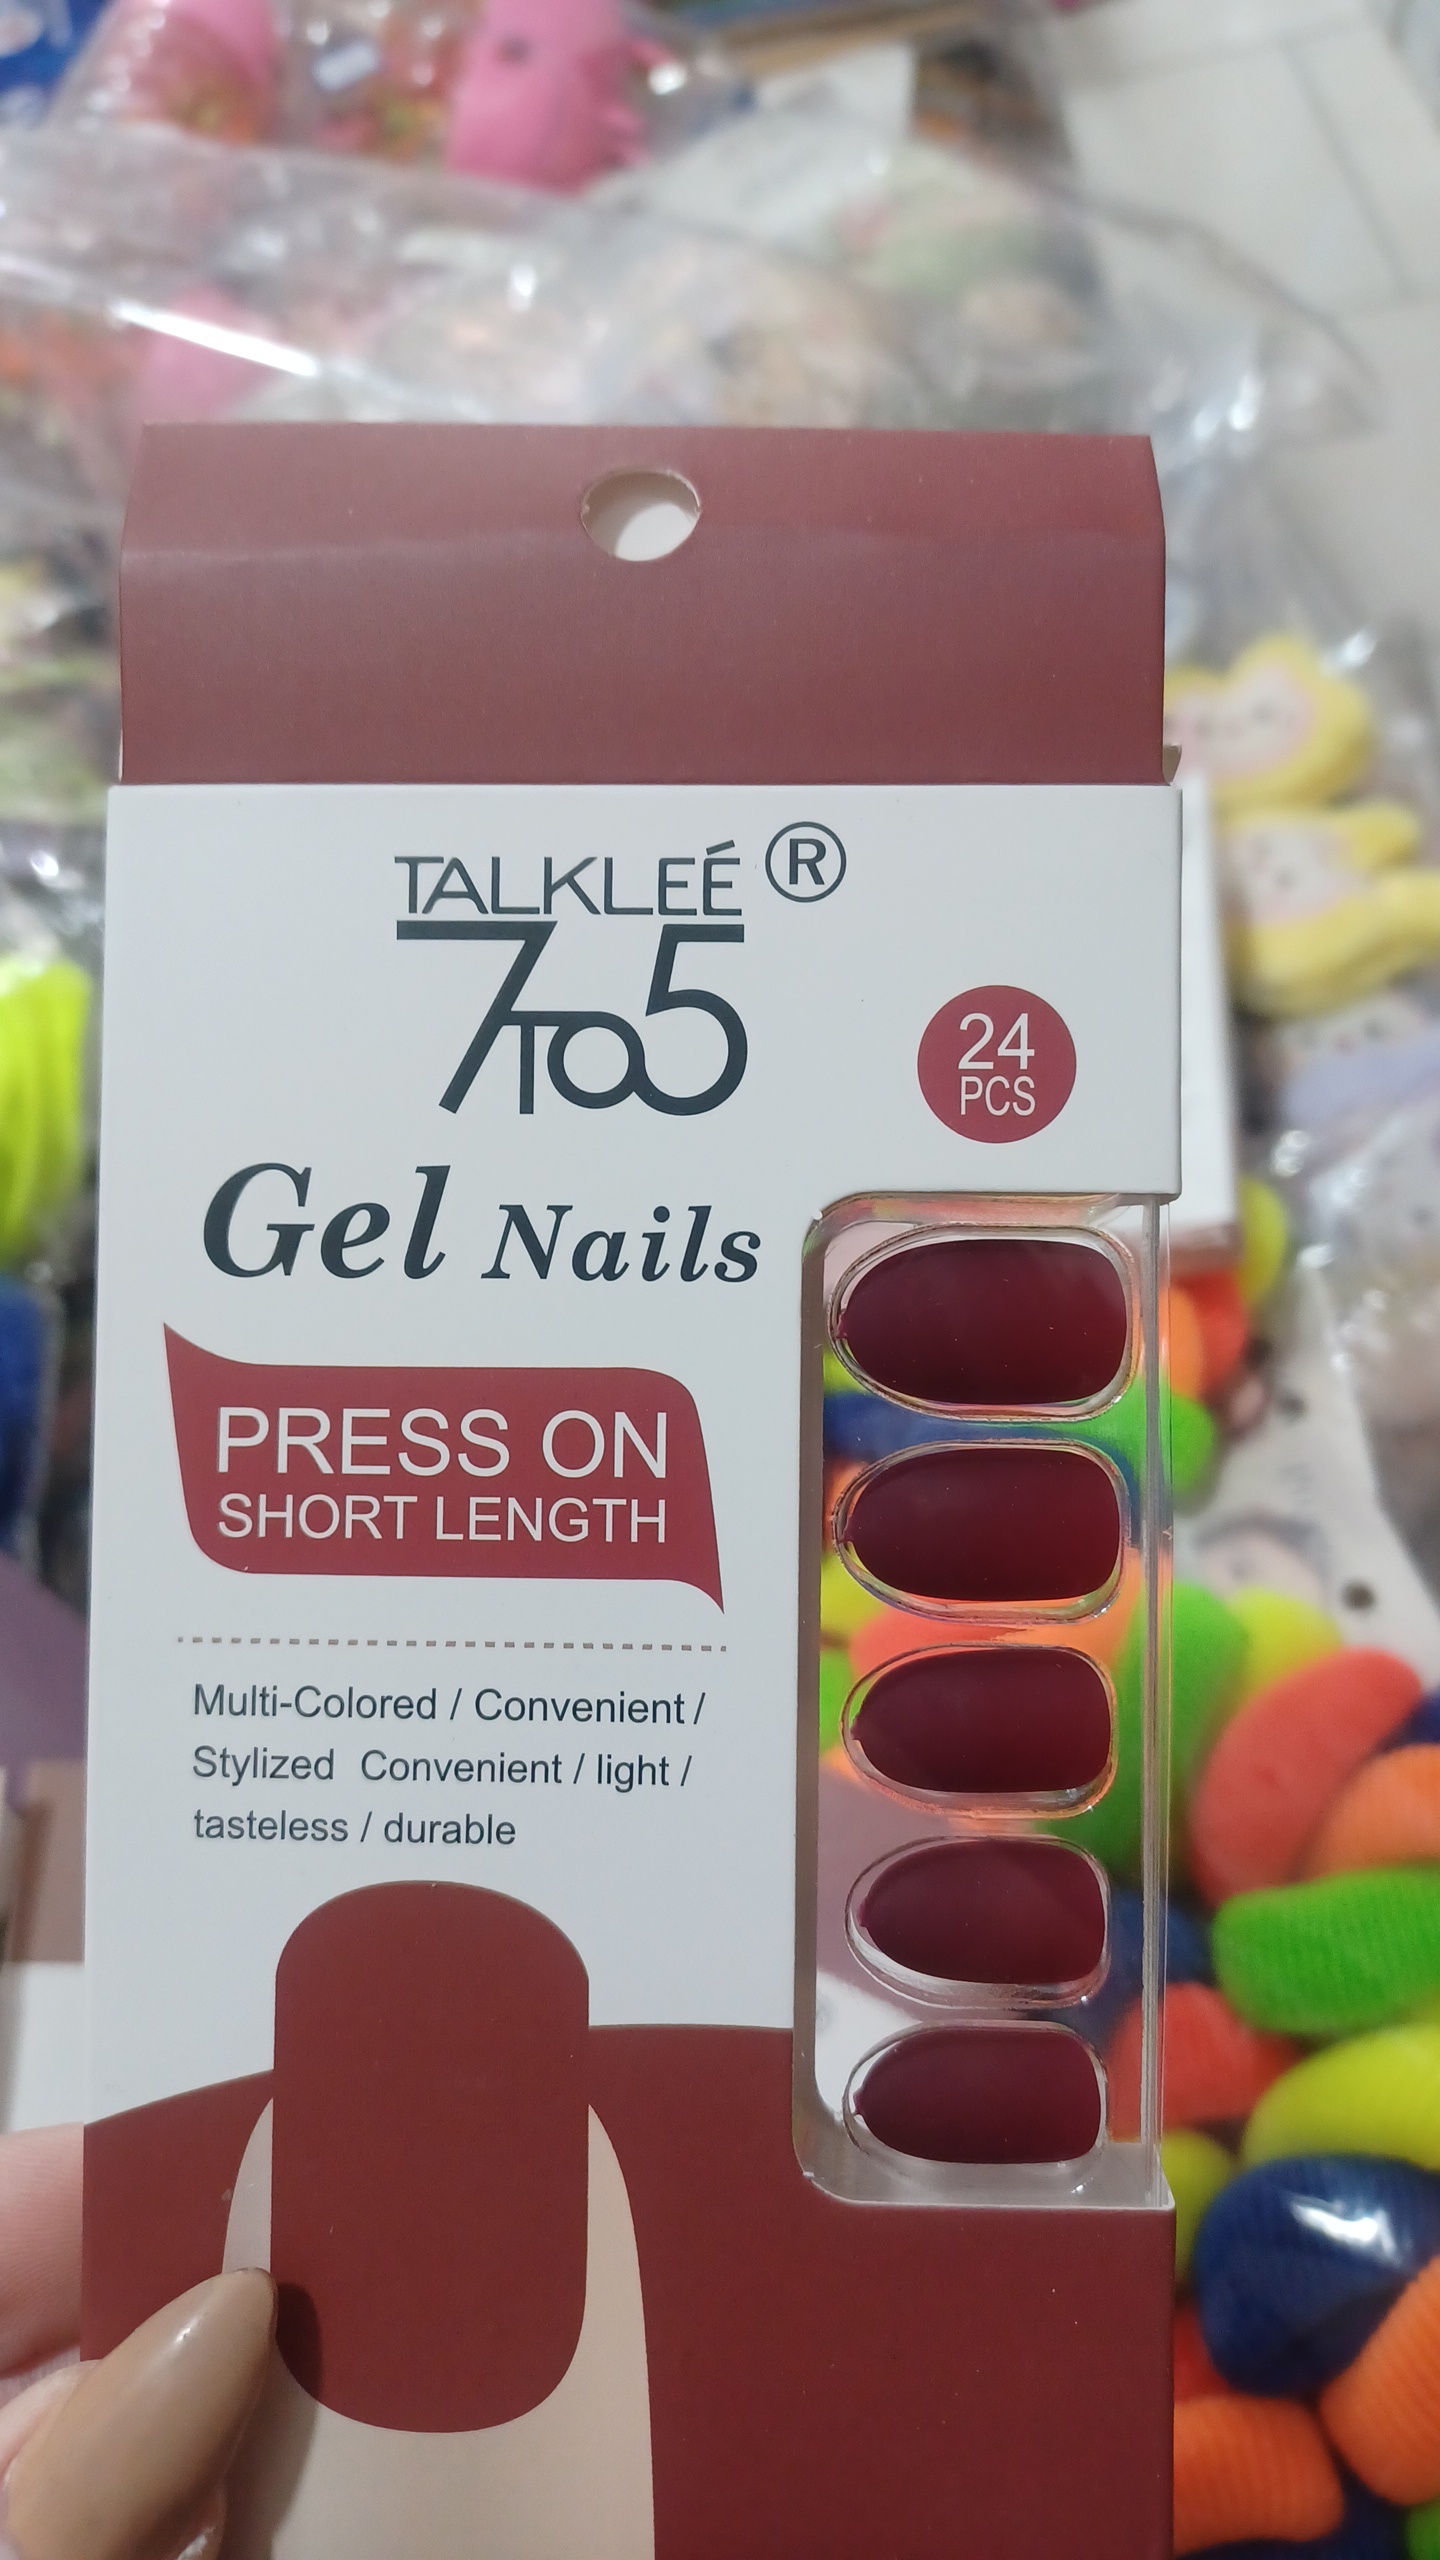 TALKLEÉ ®
7TO5
24
PCS
Gel Nails
PRESS ON
SHORT LENGTH
Multi-Colored / Convenient /
Stylized Convenient / light /
tasteless / durable